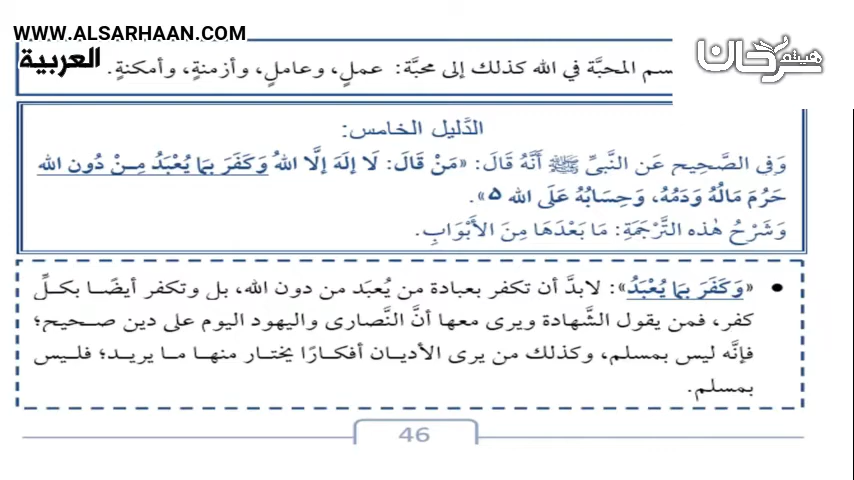 WWW.ALSARHAAN.COM
العربية
هيثم
سرحان
سم المحبَّة في الله كذلك إلى محبَّة: عملٍ، وعاملٍ، وأزمنةٍ، وأمكنةٍ.
الدَّليل الخامس:
وَفِي الصَّحِيحِ عَن النَّبِيِّ ﷺ أَنَّهُ قَالَ: «مَنْ قَالَ: لَا إِلَهَ إِلَّا اللهُ وَكَفَرَ بِمَا يُعْبَدُ مِنْ دُون الله
حَرُمَ مَالُهُ وَدَمُهُ، وَحِسَابُهُ عَلَى الله ۵».
وَشَرْحُ هٰذِهِ التَّرْجَمَةِ: مَا بَعْدَهَا مِنَ الأَبْوَابِ.
• «وَكَفَرَ بِمَا يُعْبَدُ»: لابدَّ أن تكفر بعبادة من يُعبَد من دون الله، بل وتكفر أيضًا بكلِّ
كفر، فمن يقول الشَّهادة ويرى معها أنَّ النَّصارى واليهود اليوم على دين صحيح؛
فإنَّه ليس بمسلم، وكذلك من يرى الأديان أفكارًا يختار منها ما يريد؛ فليس
بمسلم.
46